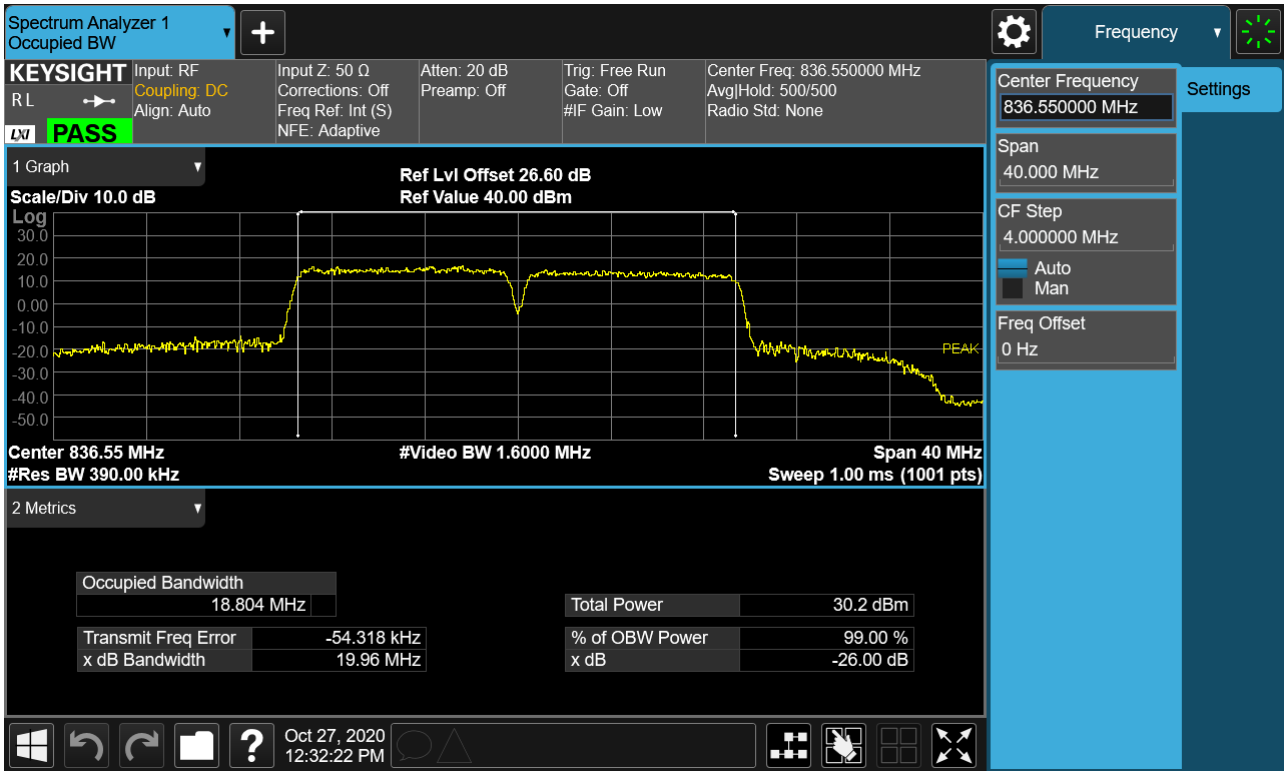 Spectrum Analyzer 1
Occupied BW
Frequency
KEYSIGHT
R L
LXI
PASS
Input: RF
Coupling: DC
Align: Auto
Input Z: 50 Ω
Corrections: Off
Freq Ref: Int (S)
NFE: Adaptive
Atten: 20 dB
Preamp: Off
Trig: Free Run
Gate: Off
#IF Gain: Low
Center Freq: 836.550000 MHz
Avg|Hold: 500/500
Radio Std: None
Center Frequency
836.550000 MHz
Settings
Span
40.000 MHz
CF Step
4.000000 MHz
Auto
Man
Freq Offset
0 Hz
1 Graph
Ref Lvl Offset 26.60 dB
Scale/Div 10.0 dB
Ref Value 40.00 dBm
Log
30.0
20.0
10.0
0.00
-10.0
-20.0
-30.0
-40.0
-50.0
PEAK
Center 836.55 MHz
#Video BW 1.6000 MHz
Span 40 MHz
#Res BW 390.00 kHz
Sweep 1.00 ms (1001 pts)
2 Metrics
Occupied Bandwidth
18.804 MHz
Total Power 30.2 dBm
Transmit Freq Error -54.318 kHz
% of OBW Power 99.00 %
x dB Bandwidth 19.96 MHz
x dB -26.00 dB
?
Oct 27, 2020
12:32:22 PM